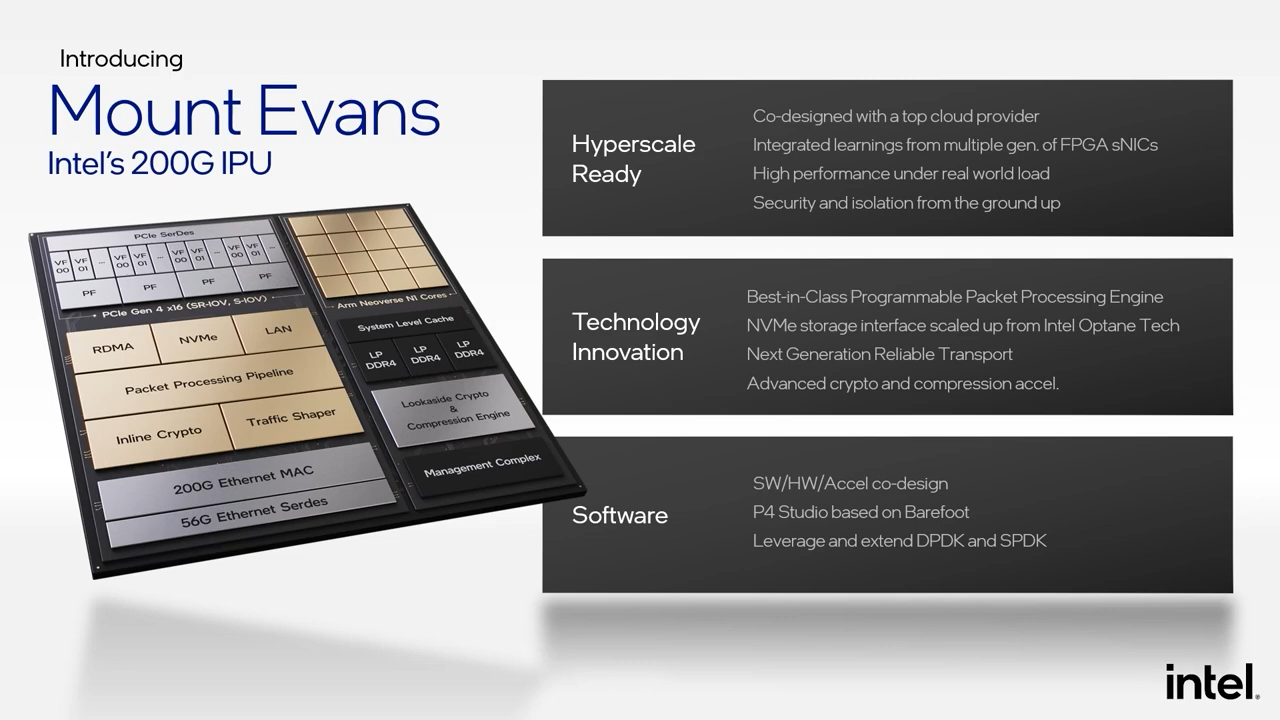 Introducing
Mount Evans
Intel's 200G IPU
PCIe SerDes
VF 00
VF 01
...
VF 00
VF 01
...
VF 00
VF 01
...
VF 00
VF 01
...
PF
PF
PF
PF
PCIe Gen 4 x16 (SR-IOV, S-IOV)
RDMA
NVMe
LAN
Packet Processing Pipeline
Inline Crypto
Traffic Shaper
200G Ethernet MAC
56G Ethernet Serdes
Arm Neoverse N1 Cores
System Level Cache
LP DDR4
LP DDR4
LP DDR4
Lookaside Crypto
&
Compression Engine
Management Complex
Hyperscale
Ready
Co-designed with a top cloud provider
Integrated learnings from multiple gen. of FPGA sNICs
High performance under real world load
Security and isolation from the ground up
Technology
Innovation
Best-in-Class Programmable Packet Processing Engine
NVMe storage interface scaled up from Intel Optane Tech
Next Generation Reliable Transport
Advanced crypto and compression accel.
Software
SW/HW/Accel co-design
P4 Studio based on Barefoot
Leverage and extend DPDK and SPDK
intel.